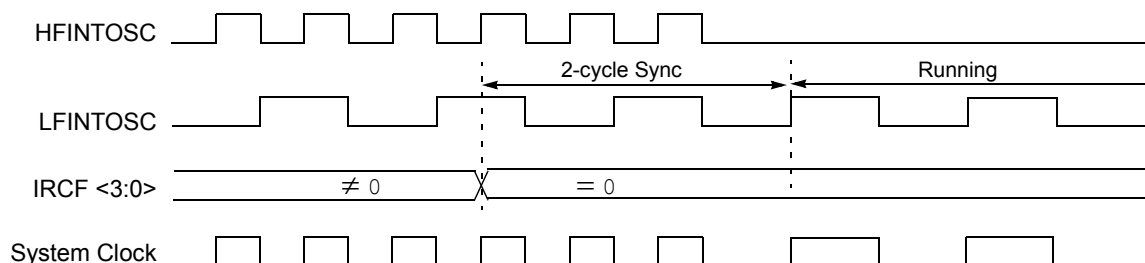 HFINTOSC
2-cycle Sync
Running
LFINTOSC
IRCF <3:0>
≠ 0
= 0
System Clock